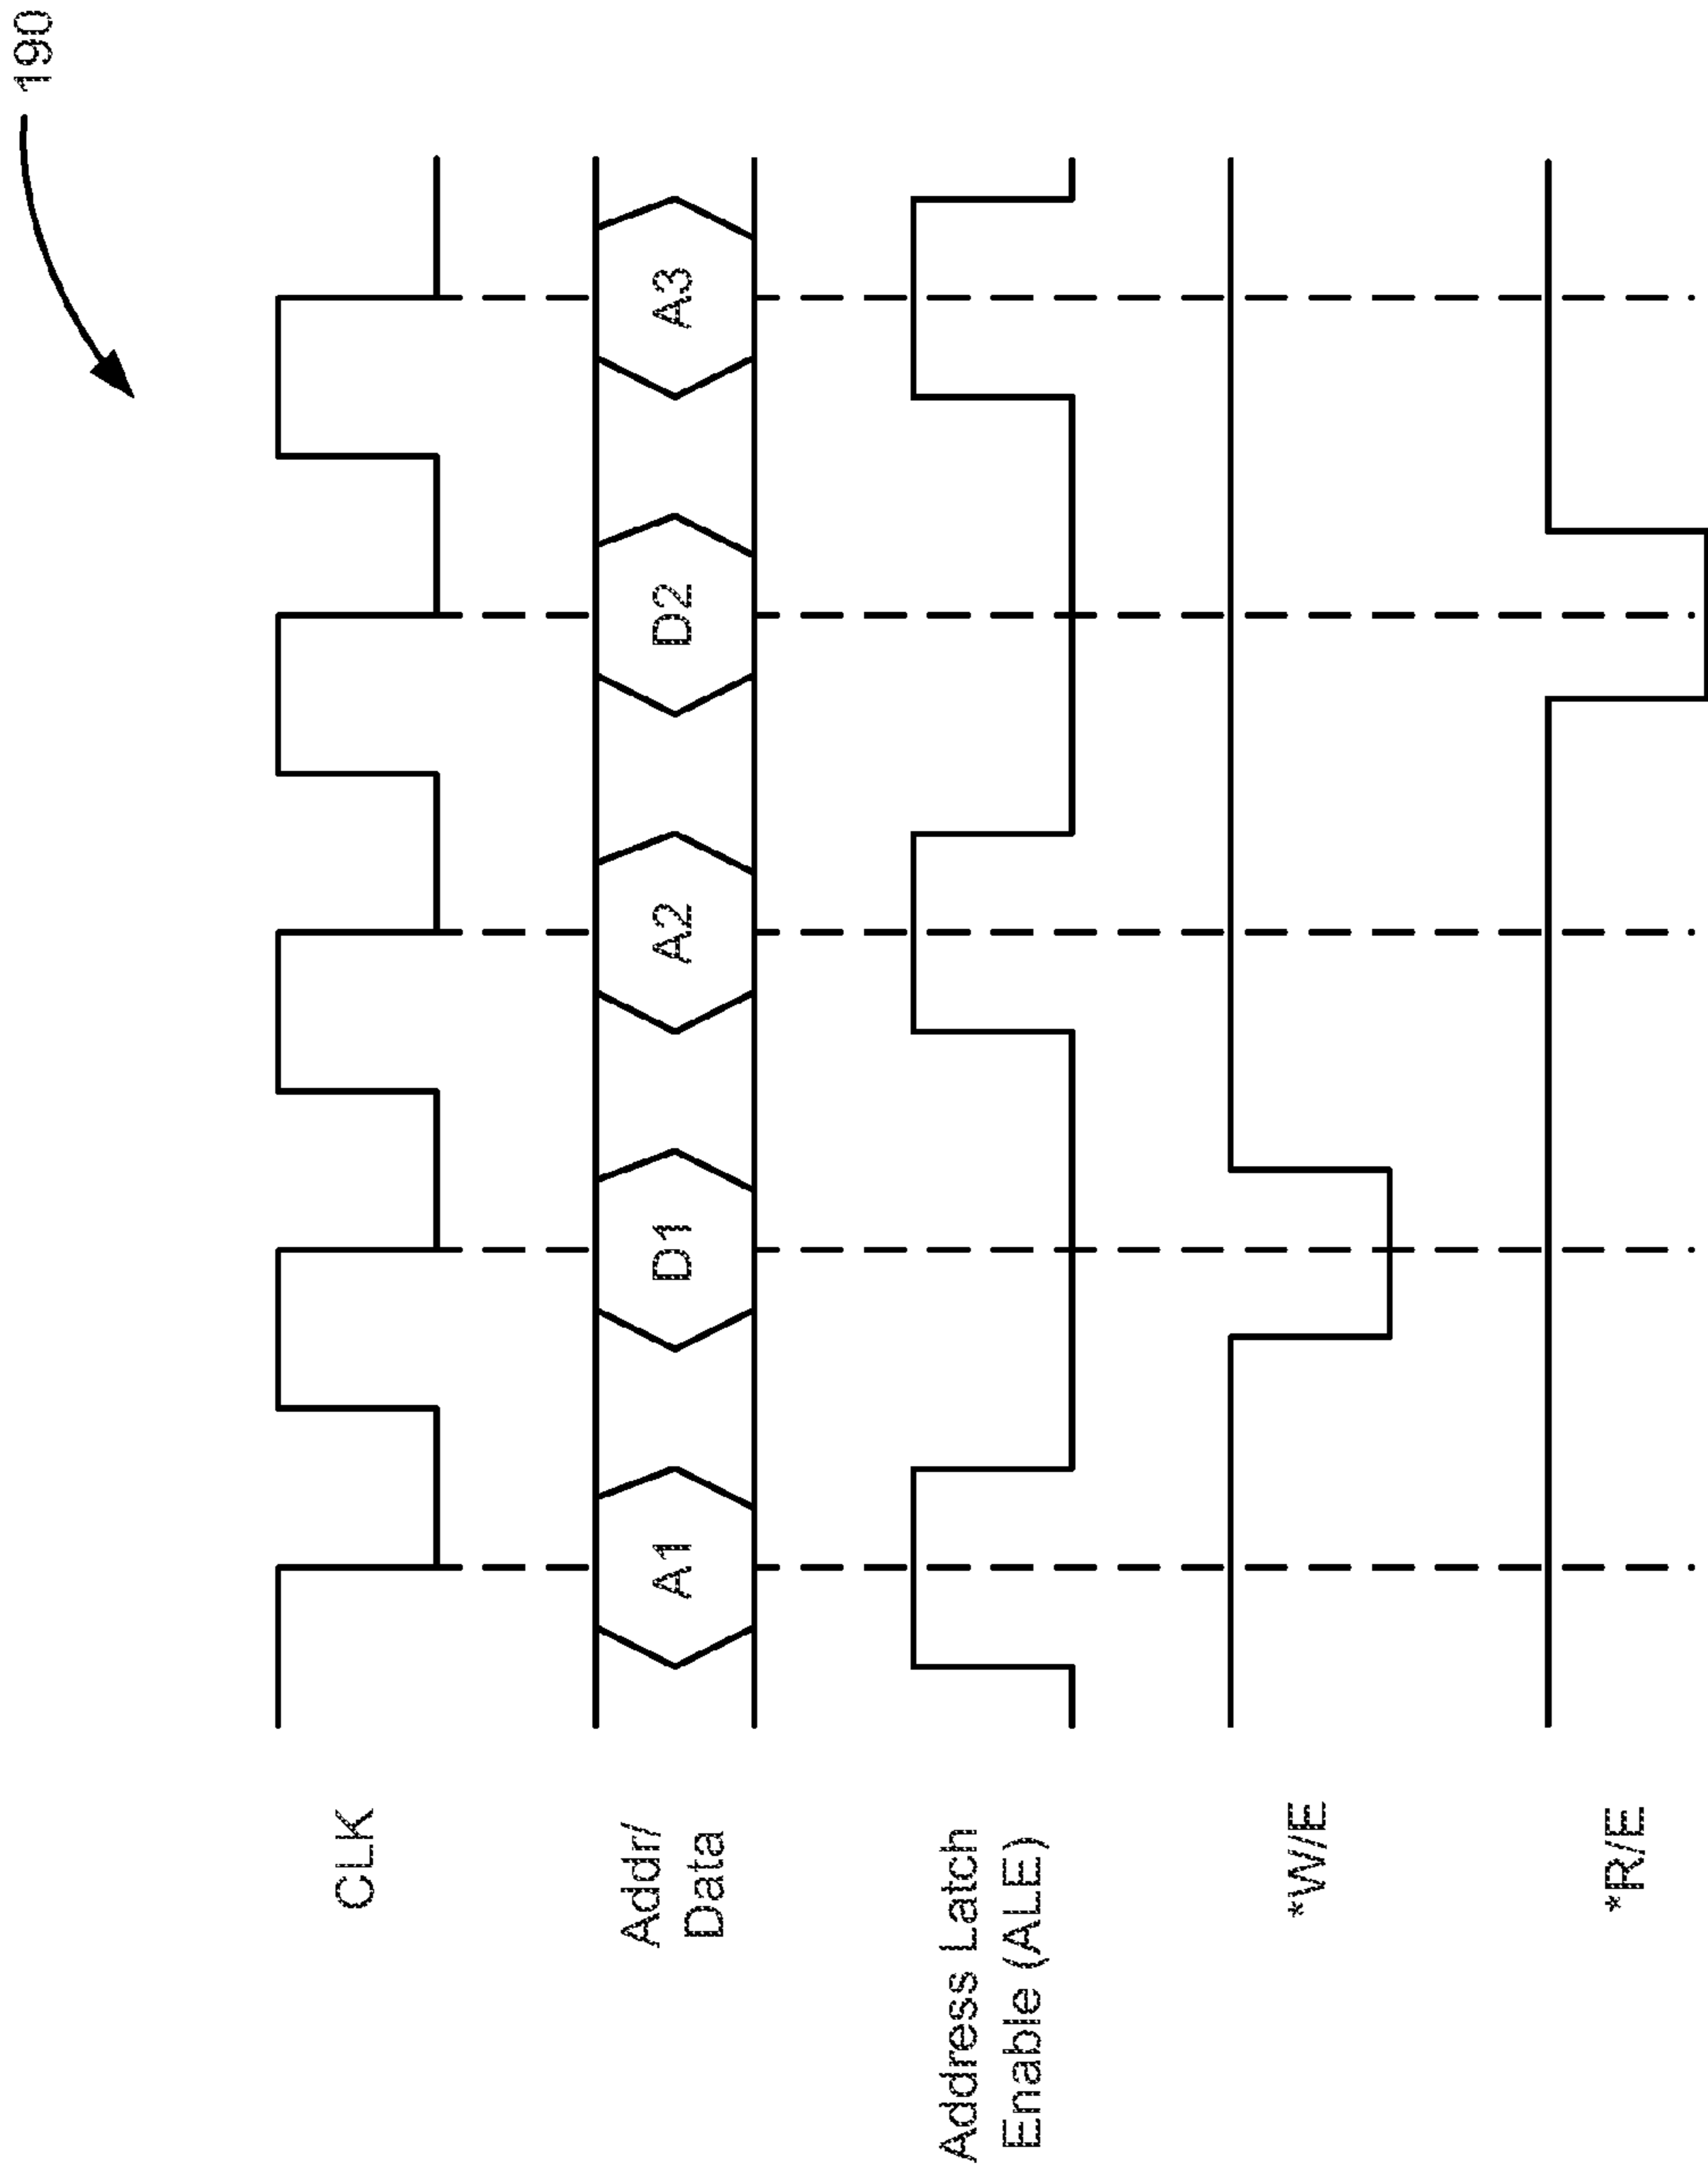 190
CLK
Addr/
Data
A1
D1
A2
D2
A3
Address Latch
Enable (ALE)
*W/E
*R/E